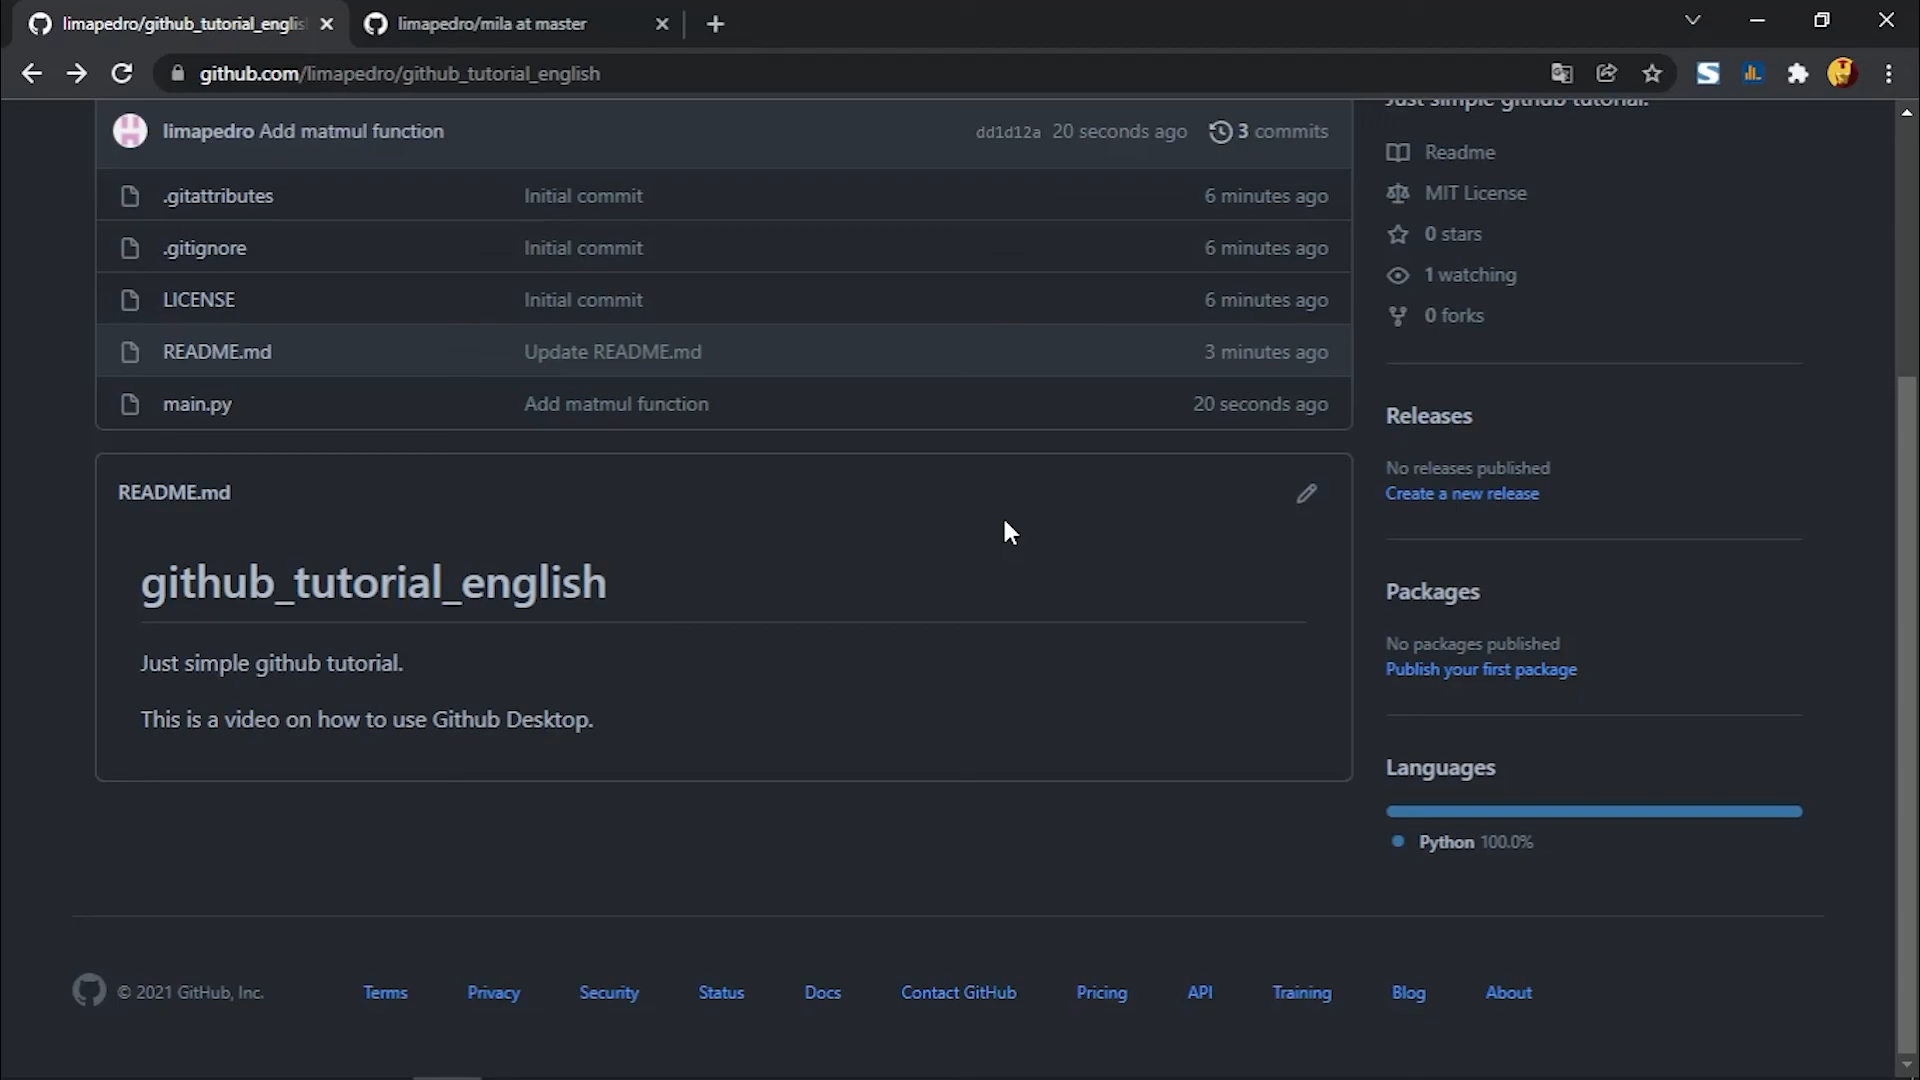 limapedro/github_tutorial_englis
limapedro/mila at master
github.com/limapedro/github_tutorial_english
Just simple github tutorial.
limapedro Add matmul function
dd1d12a 20 seconds ago 3 commits
.gitattributes Initial commit 6 minutes ago
.gitignore Initial commit 6 minutes ago
LICENSE Initial commit 6 minutes ago
README.md Update README.md 3 minutes ago
main.py Add matmul function 20 seconds ago
Readme
MIT License
0 stars
1 watching
0 forks
Releases
No releases published
Create a new release
Packages
No packages published
Publish your first package
Languages
Python 100.0%
README.md
github_tutorial_english
Just simple github tutorial.
This is a video on how to use Github Desktop.
© 2021 GitHub, Inc. Terms Privacy Security Status Docs Contact GitHub Pricing API Training Blog About